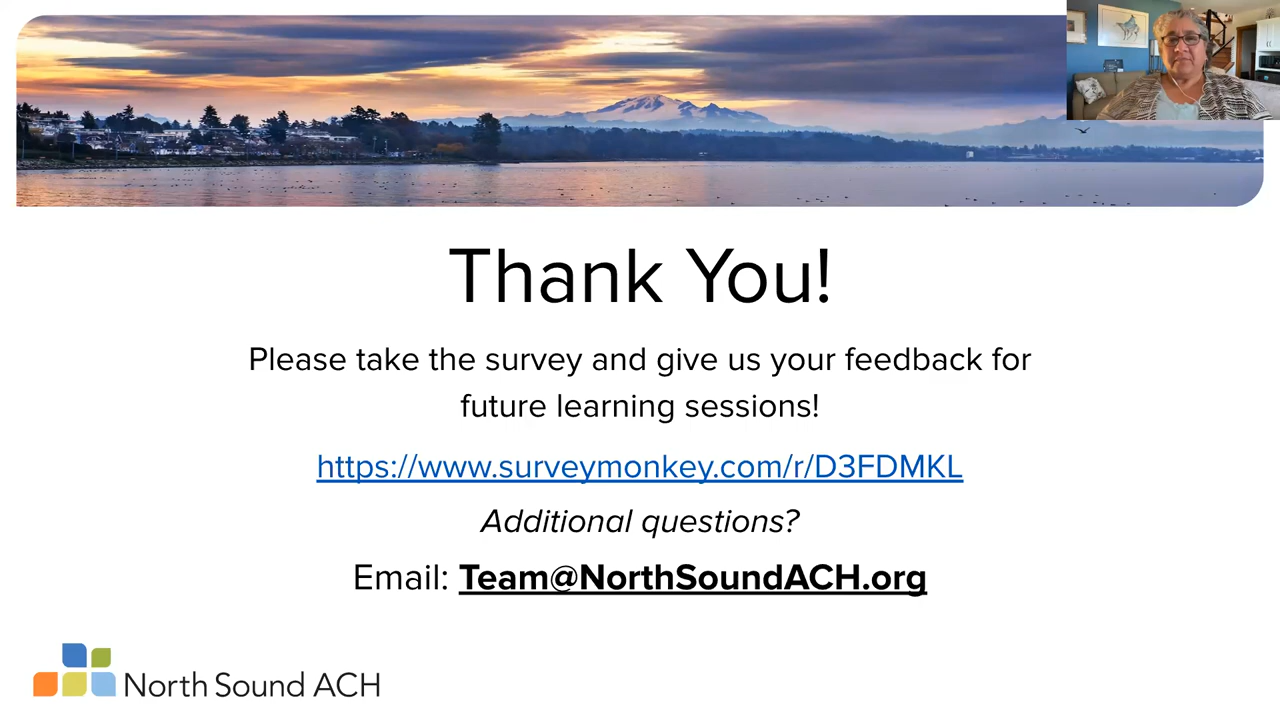 Thank You!
Please take the survey and give us your feedback for
future learning sessions!
https://www.surveymonkey.com/r/D3FDMKL
Additional questions?
Email: Team@NorthSoundACH.org
North Sound ACH